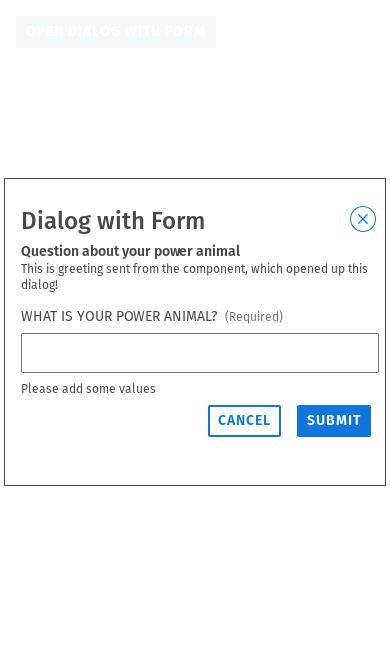 OPEN DIALOG WITH FORM
Dialog with Form
Question about your power animal
This is greeting sent from the component, which opened up this
dialog!
WHAT IS YOUR POWER ANIMAL? (Required)
Please add some values
CANCEL SUBMIT